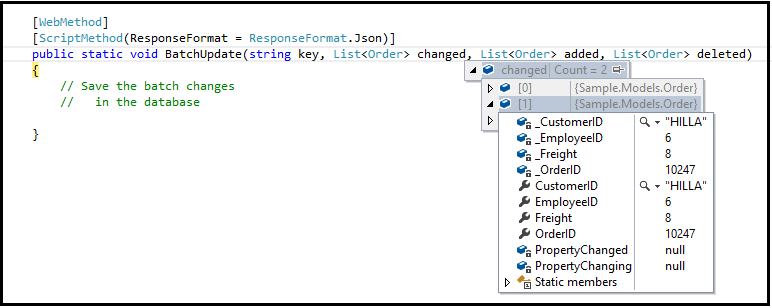 [WebMethod]
[ScriptMethod(ResponseFormat = ResponseFormat.Json)]
public static void BatchUpdate(string key, List<Order> changed, List<Order> added, List<Order> deleted)
{
// Save the batch changes
//   in the database
}
changed Count = 2
[0] {Sample.Models.Order}
[1] {Sample.Models.Order}
_CustomerID "HILLA"
_EmployeeID 6
_Freight 8
_OrderID 10247
CustomerID "HILLA"
EmployeeID 6
Freight 8
OrderID 10247
PropertyChanged null
PropertyChanging null
Static members